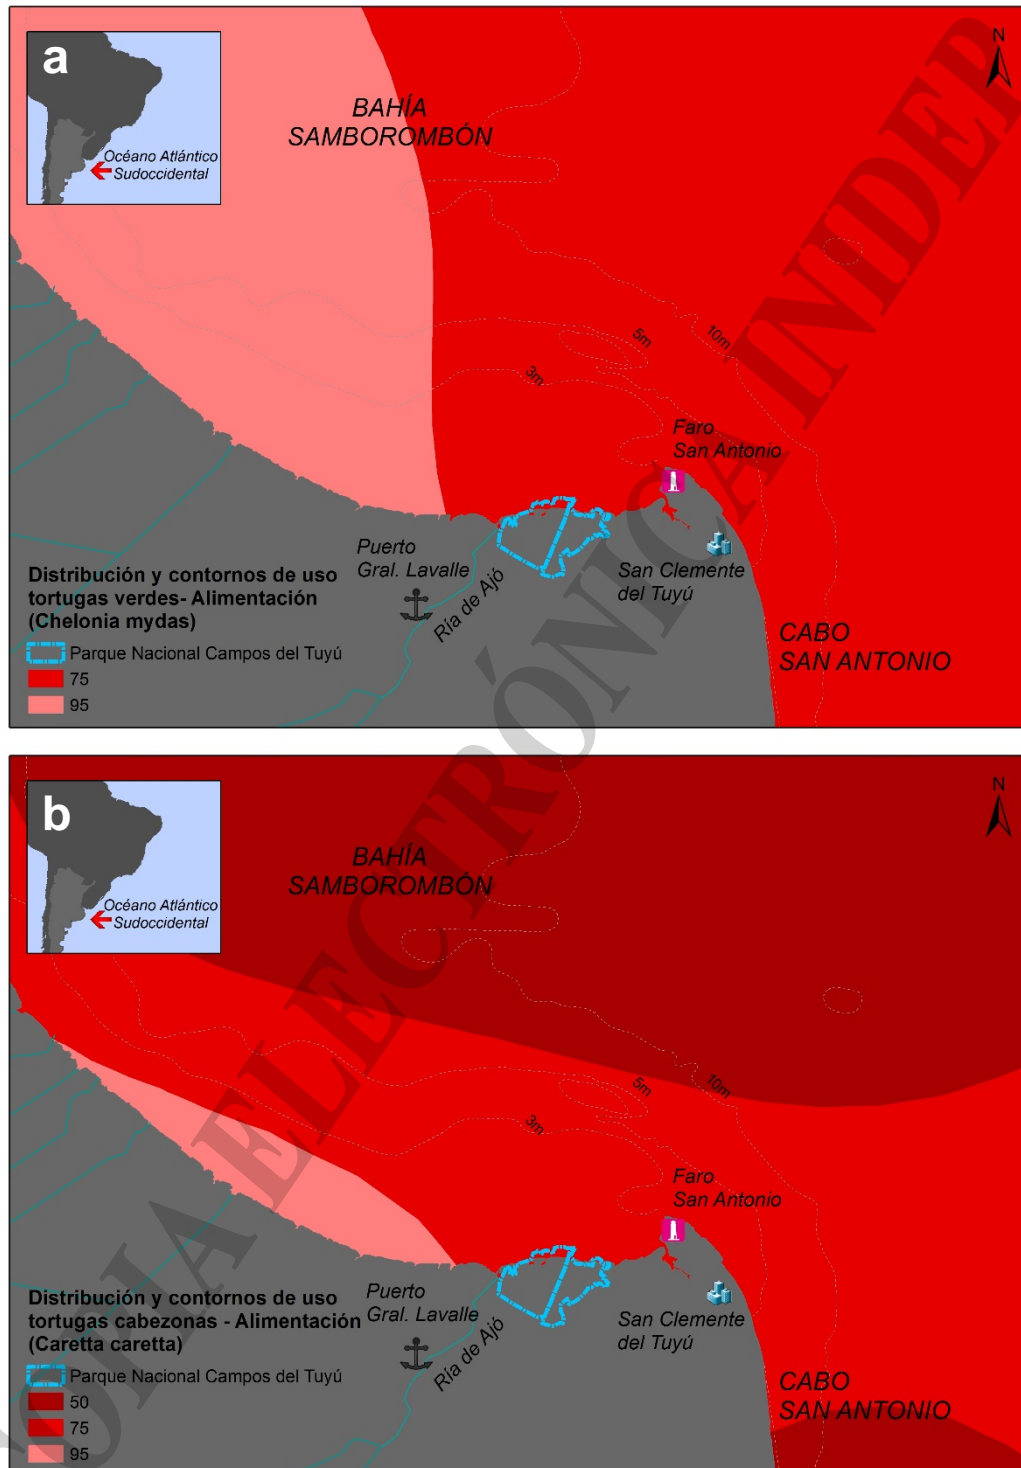 a
N
BAHÍA
SAMBOROMBÓN
Océano Atlántico
Sudoccidental
5m
10m
3m
Faro
San Antonio
Puerto
Gral. Lavalle
Ría de Ajó
San Clemente
del Tuyú
CABO
SAN ANTONIO
Distribución y contornos de uso
tortugas verdes- Alimentación
(Chelonia mydas)
Parque Nacional Campos del Tuyú
75
95
b
N
BAHÍA
SAMBOROMBÓN
Océano Atlántico
Sudoccidental
5m
10m
3m
Faro
San Antonio
Puerto
Gral. Lavalle
Ría de Ajó
San Clemente
del Tuyú
CABO
SAN ANTONIO
Distribución y contornos de uso
tortugas cabezonas - Alimentación
(Caretta caretta)
Parque Nacional Campos del Tuyú
50
75
95
COPIA ELECTRÓNICA INIDEP